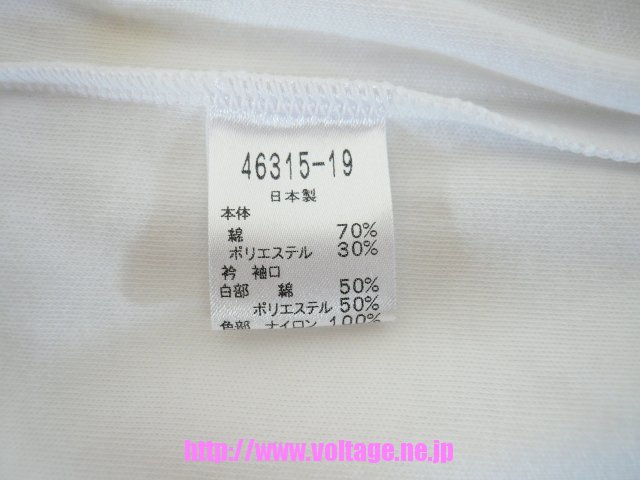 46315-19
日本製
本体
綿 70%
ポリエステル 30%
衿 袖口
白部 綿 50%
ポリエステル 50%
色部 ナイロン 100%
http://www.voltage.ne.jp